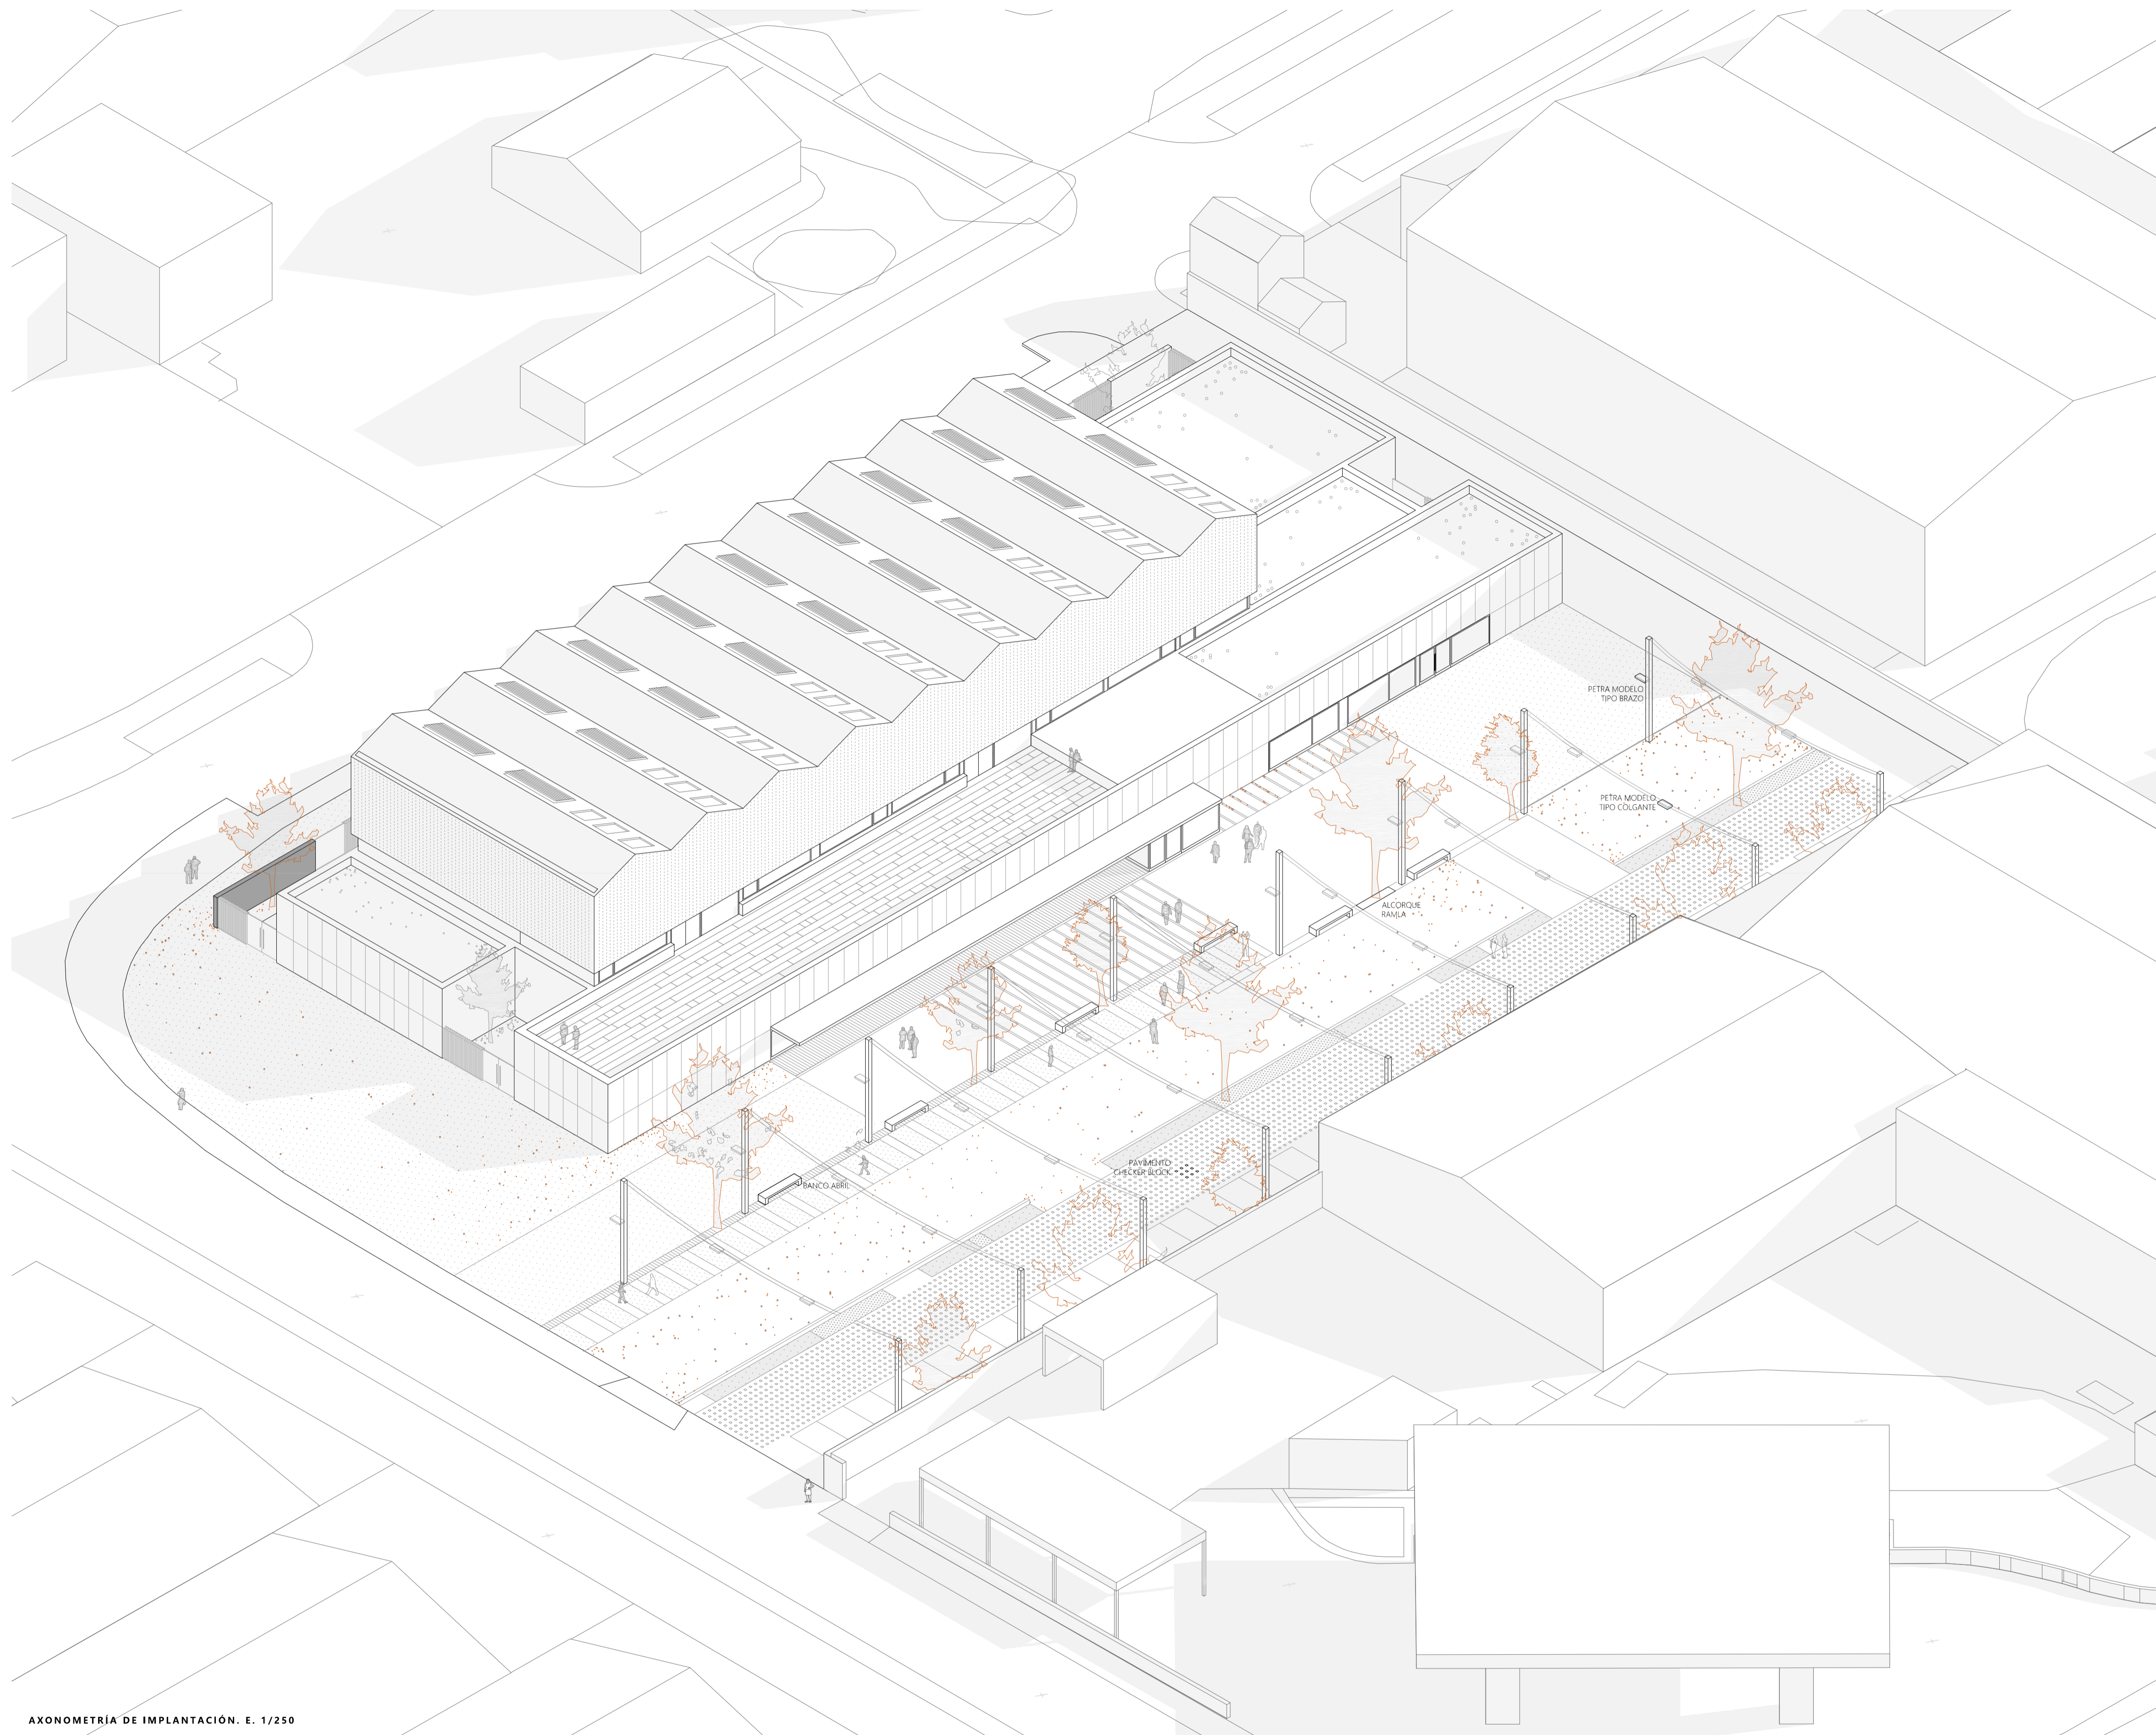 PETRA MODELO
TIPO BRAZO
PETRA MODELO
TIPO COLGANTE
ALCORQUE
RAMLA
PAVIMENTO
CHECKER BLOCK
BANCO ABRIL
AXONOMETRÍA DE IMPLANTACIÓN. E. 1/250